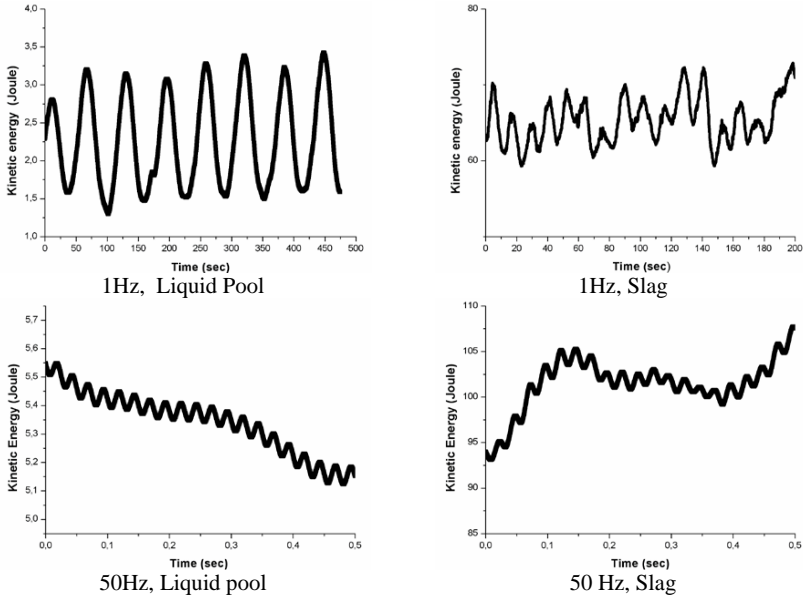 Kinetic Energy (Joule)
4,0
3,5
3,0
2,5
2,0
1,5
1,0
0 50 100 150 200 250 300 350 400 450 500
Time (sec)
1Hz, Liquid Pool
Kinetic energy (Joule)
80
60
0 20 40 60 80 100 120 140 160 180 200
Time (sec)
1Hz, Slag
Kinetic Energy (Joule)
5,7
5,6
5,5
5,4
5,3
5,2
5,1
5,0
0,0 0,1 0,2 0,3 0,4 0,5
Time (sec)
50Hz, Liquid pool
Kinetic Energy (Joule)
110
105
100
95
90
85
0,0 0,1 0,2 0,3 0,4 0,5
Time (sec)
50 Hz, Slag